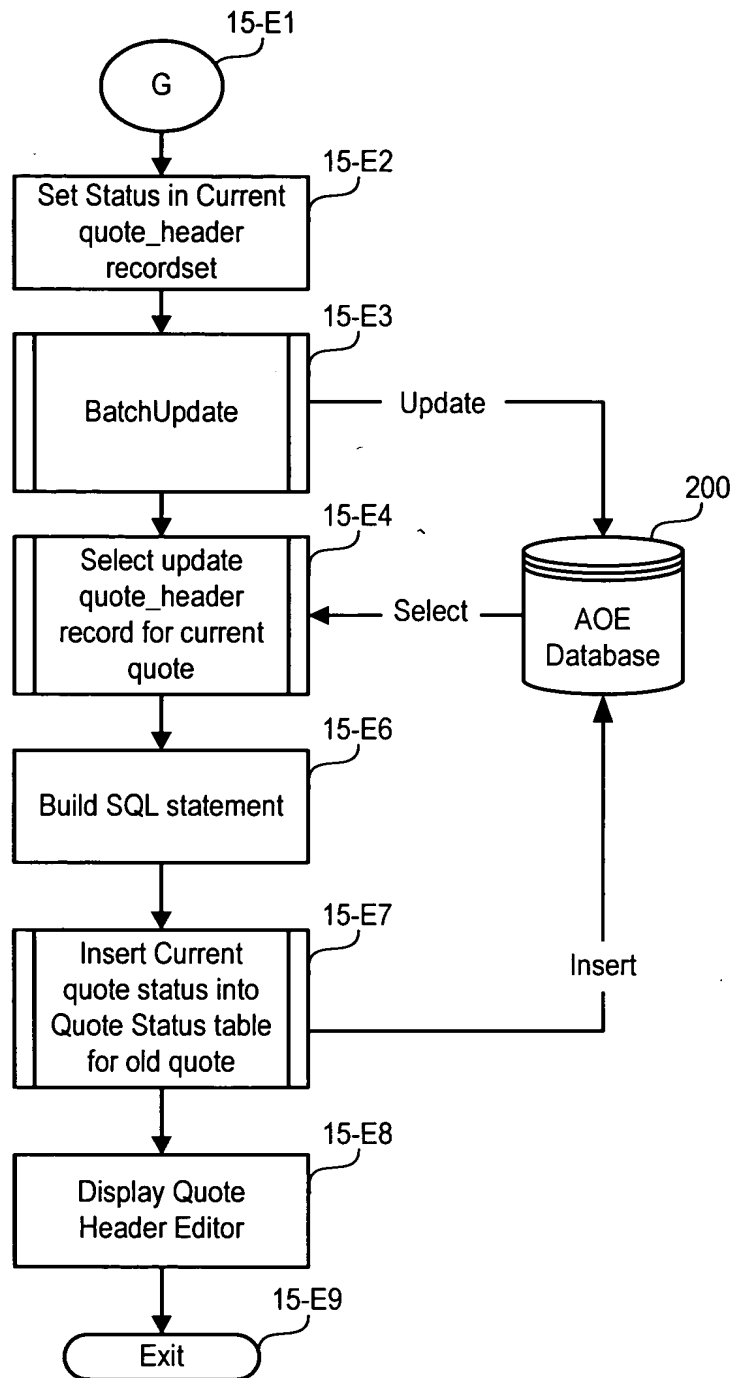 15-E1
G
15-E2
Set Status in Current
quote_header
recordset
15-E3
BatchUpdate
Update
200
15-E4
Select update
quote_header
record for current
quote
Select
AOE
Database
15-E6
Build SQL statement
15-E7
Insert Current
quote status into
Quote Status table
for old quote
Insert
15-E8
Display Quote
Header Editor
15-E9
Exit